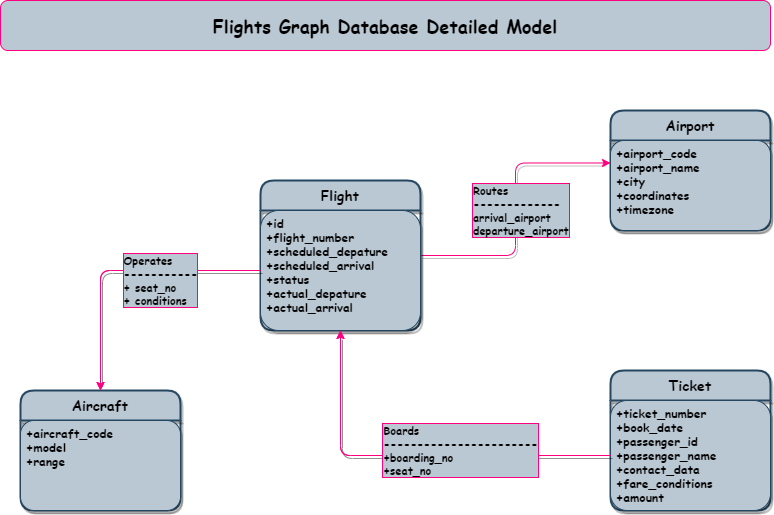 Flights Graph Database Detailed Model
Airport
+airport_code
+airport_name
+city
+coordinates
+timezone
Routes
arrival_airport
departure_airport
Flight
+id
+flight_number
+scheduled_depature
+scheduled_arrival
+status
+actual_depature
+actual_arrival
Operates
+ seat_no
+ conditions
Aircraft
+aircraft_code
+model
+range
Boards
+boarding_no
+seat_no
Ticket
+ticket_number
+book_date
+passenger_id
+passenger_name
+contact_data
+fare_conditions
+amount